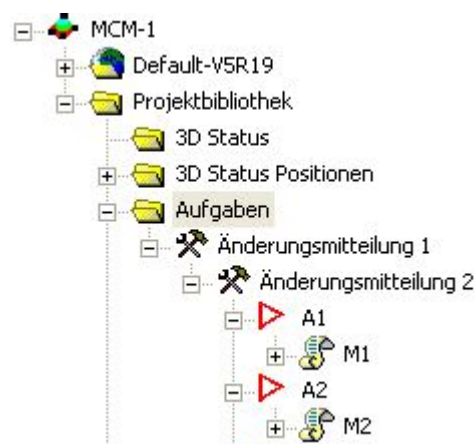 MCM-1
Default-V5R19
Projektbibliothek
3D Status
3D Status Positionen
Aufgaben
Änderungsmitteilung 1
Änderungsmitteilung 2
A1
M1
A2
M2